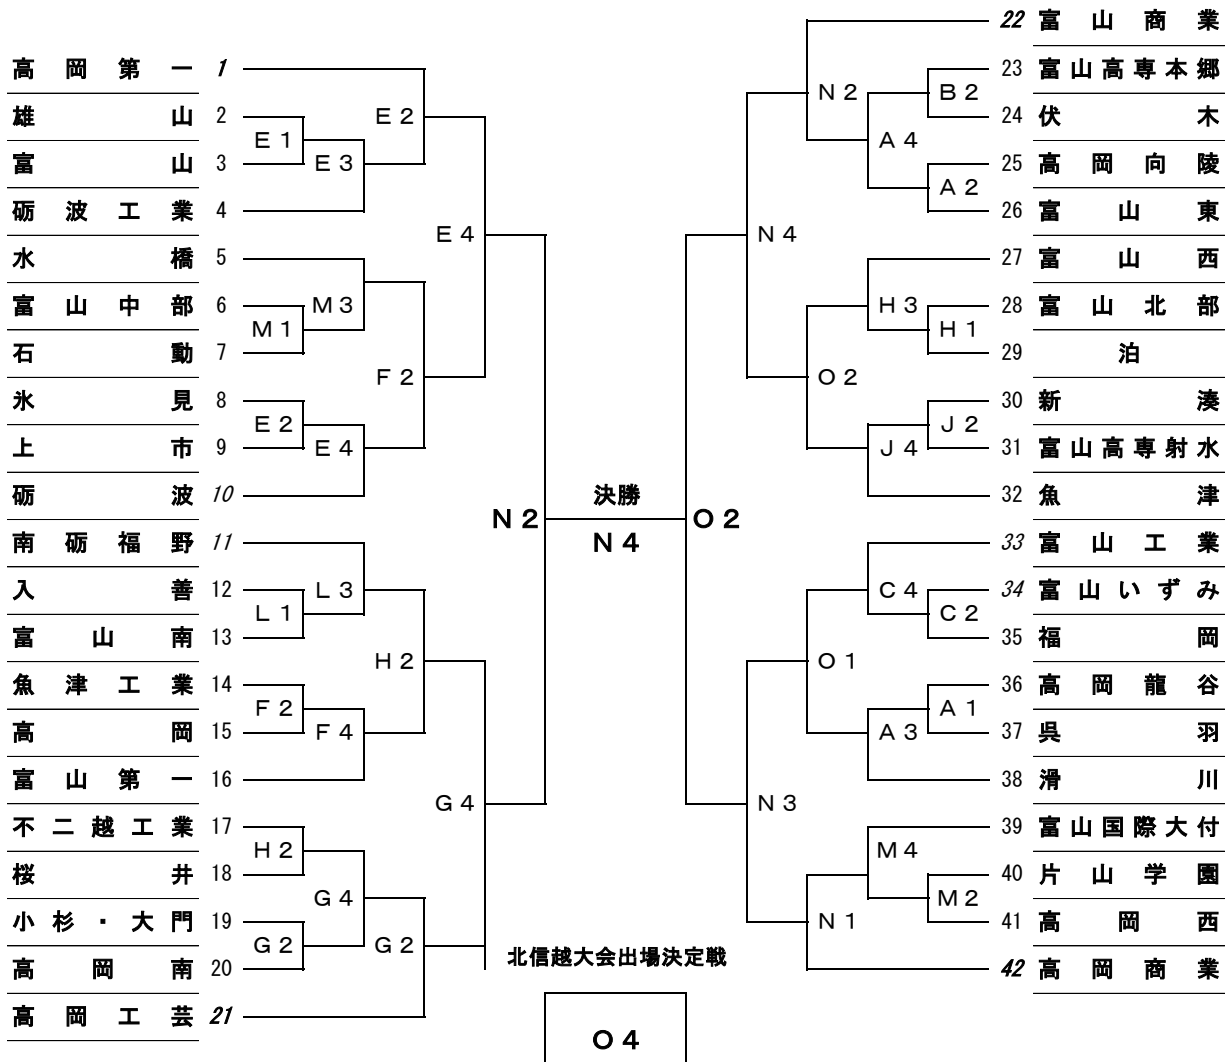 高岡第一 1
雄山 2
富山 3
砺波工業 4
水橋 5
富山中部 6
石動 7
氷見 8
上市 9
砺波 10
南砺福野 11
入善 12
富山南 13
魚津工業 14
高岡 15
富山第一 16
不二越工業 17
桜井 18
小杉・大門 19
高岡南 20
高岡工芸 21
E1
E3
E2
M1
M3
E2
E4
F2
E4
L1
L3
F2
F4
H2
H2
G2
G4
G2
G4
N2
決勝
N4
O2
北信越大会出場決定戦
O4
22 富山商業
23 富山高専本郷
24 伏木
25 高岡向陵
26 富山東
27 富山西
28 富山北部
29 泊
30 新湊
31 富山高専射水
32 魚津
33 富山工業
34 富山いずみ
35 福岡
36 高岡龍谷
37 呉羽
38 滑川
39 富山国際大付
40 片山学園
41 高岡西
42 高岡商業
N2
B2
A4
A2
N4
H3
H1
O2
J2
J4
C4
C2
O1
A1
A3
N3
M4
M2
N1